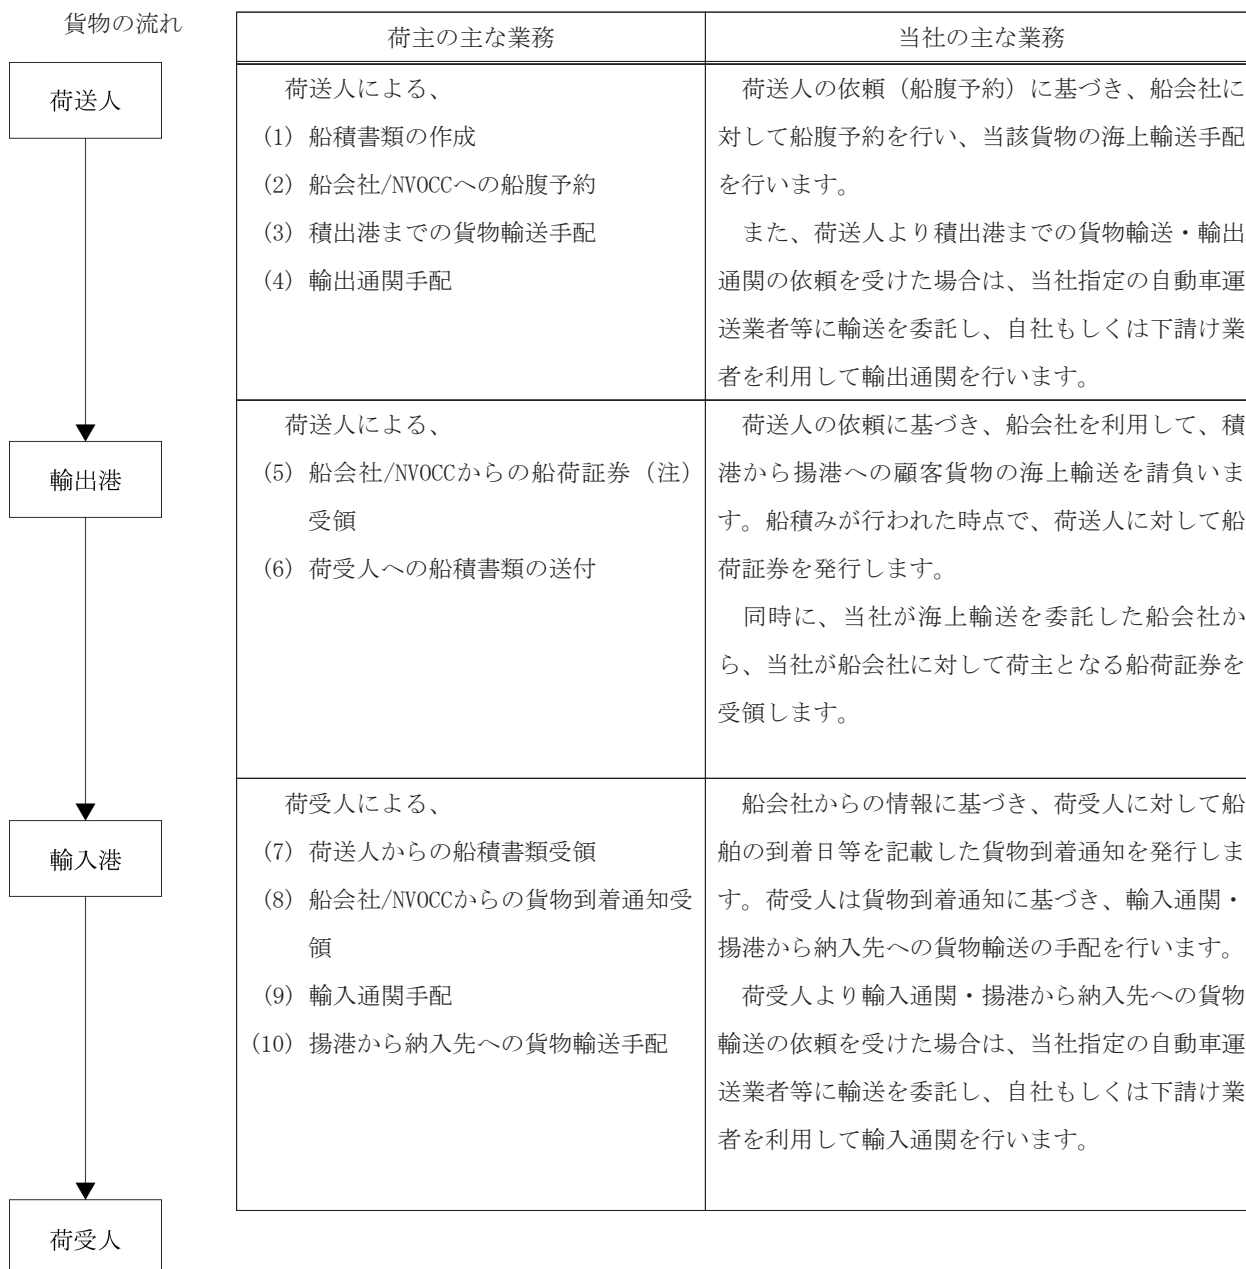 貨物の流れ
荷送人
輸出港
輸入港
荷受人
荷主の主な業務
当社の主な業務
荷送人による、
(1) 船積書類の作成
(2) 船会社/NVOCCへの船腹予約
(3) 積出港までの貨物輸送手配
(4) 輸出通関手配
荷送人の依頼（船腹予約）に基づき、船会社に
対して船腹予約を行い、当該貨物の海上輸送手配
を行います。
また、荷送人より積出港までの貨物輸送・輸出
通関の依頼を受けた場合は、当社指定の自動車運
送業者等に輸送を委託し、自社もしくは下請け業
者を利用して輸出通関を行います。
荷送人による、
(5) 船会社/NVOCCからの船荷証券（注）
受領
(6) 荷受人への船積書類の送付
荷送人の依頼に基づき、船会社を利用して、積
港から揚港への顧客貨物の海上輸送を請負いま
す。船積みが行われた時点で、荷送人に対して船
荷証券を発行します。
同時に、当社が海上輸送を委託した船会社か
ら、当社が船会社に対して荷主となる船荷証券を
受領します。
荷受人による、
(7) 荷送人からの船積書類受領
(8) 船会社/NVOCCからの貨物到着通知受
領
(9) 輸入通関手配
(10) 揚港から納入先への貨物輸送手配
船会社からの情報に基づき、荷受人に対して船
舶の到着日等を記載した貨物到着通知を発行しま
す。荷受人は貨物到着通知に基づき、輸入通関・
揚港から納入先への貨物輸送の手配を行います。
荷受人より輸入通関・揚港から納入先への貨物
輸送の依頼を受けた場合は、当社指定の自動車運
送業者等に輸送を委託し、自社もしくは下請け業
者を利用して輸入通関を行います。